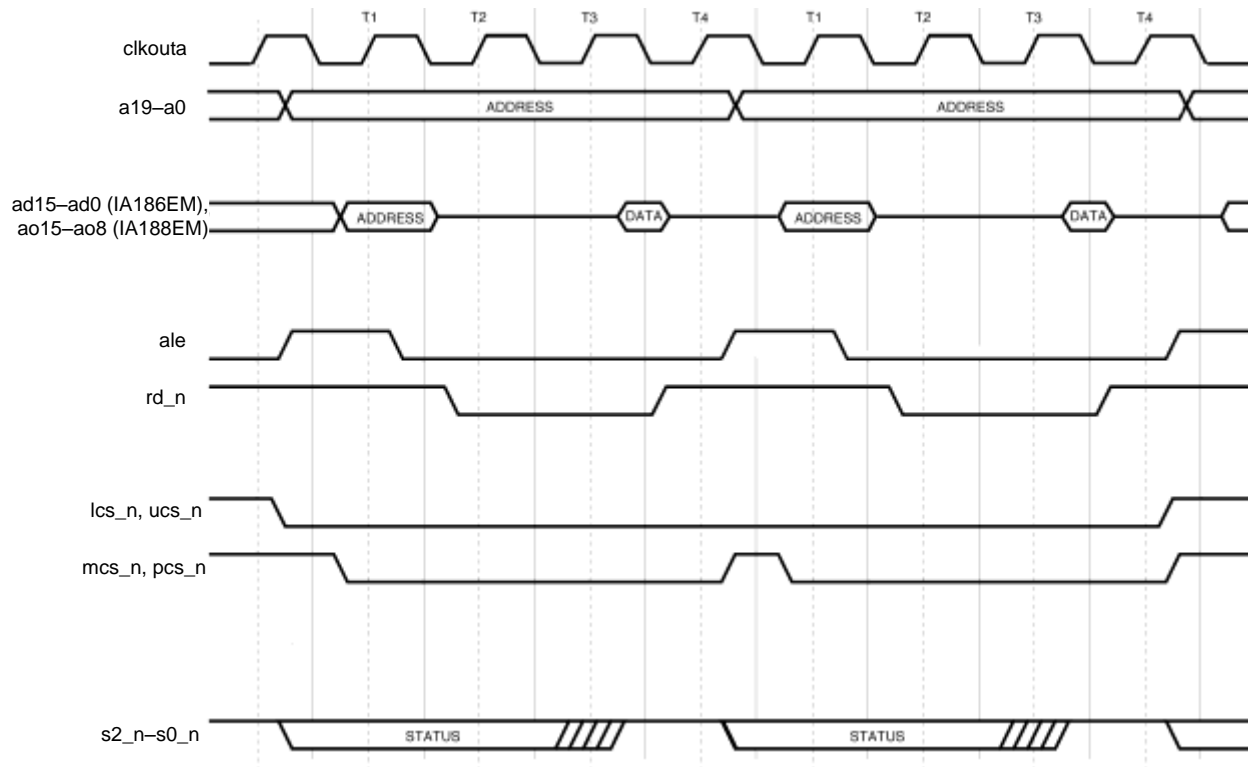 T1 T2 T3 T4 T1 T2 T3 T4
clkouta
a19–a0 ADDRESS ADDRESS
ad15–ad0 (IA186EM),
ao15–ao8 (IA188EM)
ADDRESS DATA ADDRESS DATA
ale
rd_n
lcs_n, ucs_n
mcs_n, pcs_n
s2_n–s0_n STATUS STATUS